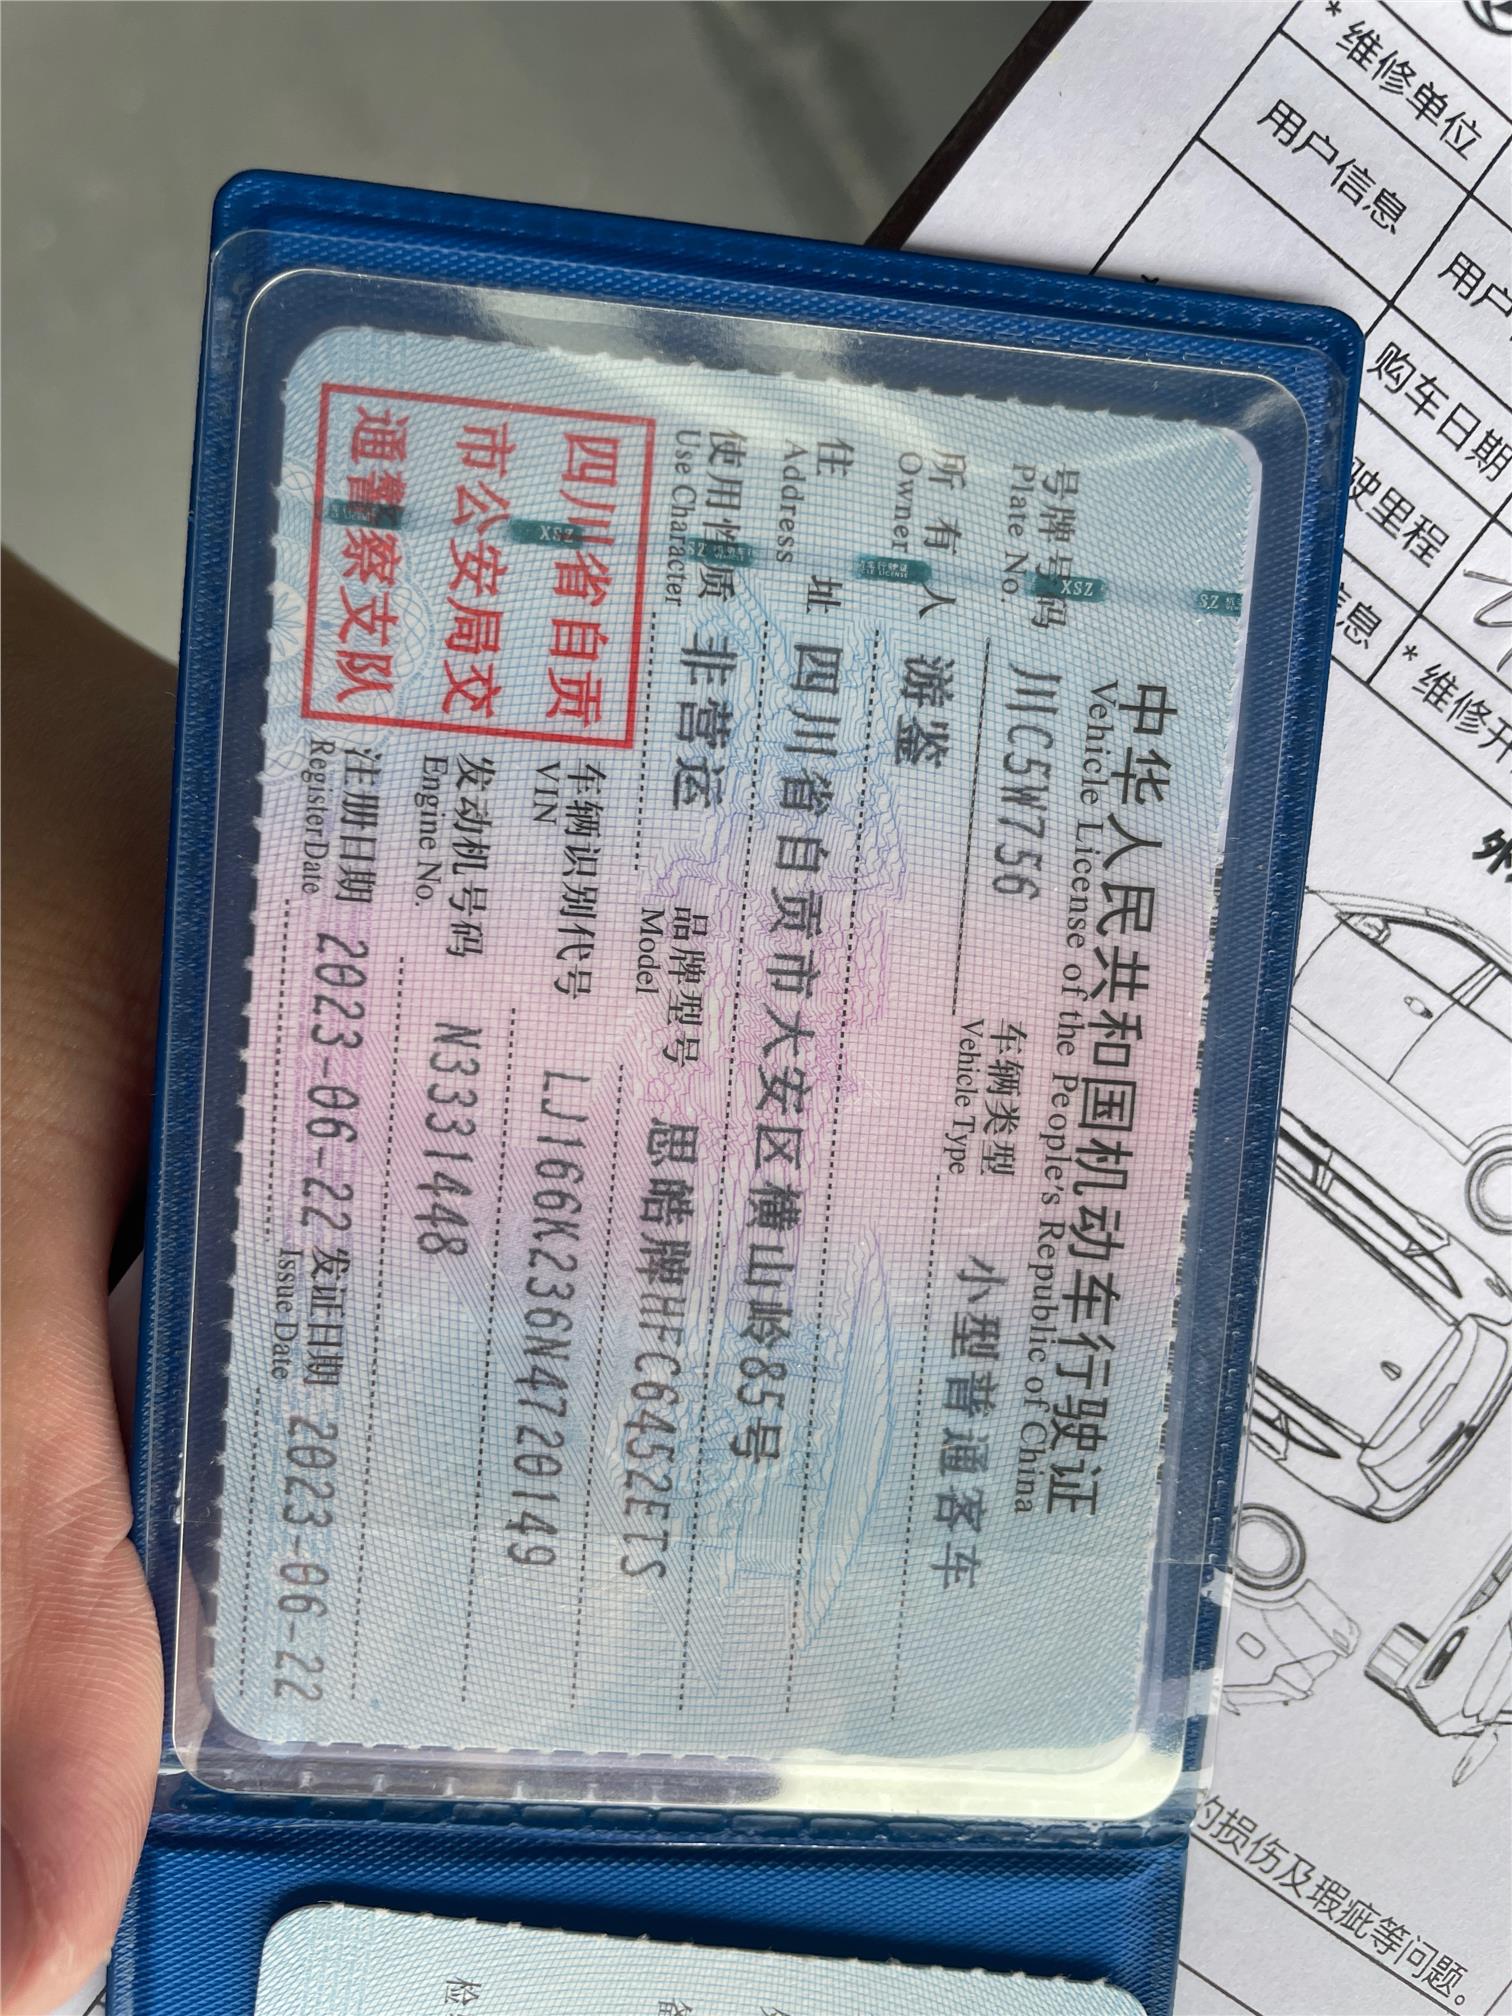 中华人民共和国机动车行驶证
Vehicle License of the People's Republic of China
号牌号码 川C5W756 车辆类型 小型普通客车
Plate No. Vehicle Type
所有人 游鉴
Owner
住址 四川省自贡市大安区横山岭85号
Address
使用性质 非营运 品牌型号 思皓牌HFC6452ETS
Use Character Model
四川省自贡
市公安局交
通警察支队
车辆识别代号 LJ166K236N4720149
VIN
发动机号码 N3331448
Engine No.
注册日期 2023-06-22 发证日期 2023-06-22
Register Date Issue Date
*维修单位
用户信息
用户
购车日期
驶里程
信息
*维修开
的损伤及瑕疵等问题。
检